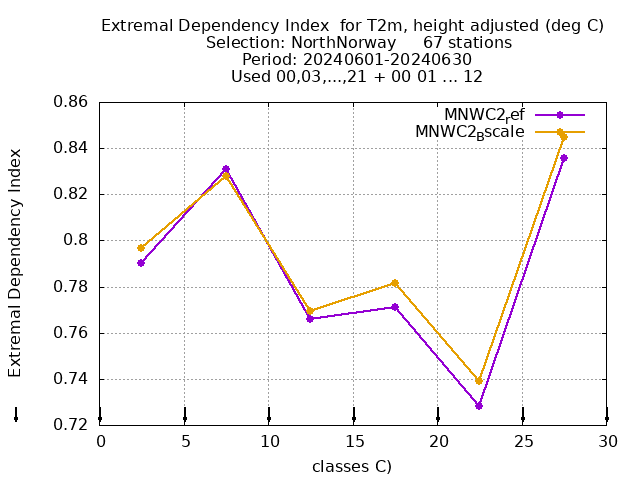 Extremal Dependency Index  for T2m, height adjusted (deg C)
Selection: NorthNorway     67 stations
Period: 20240601-20240630
Used 00,03,...,21 + 00 01 ... 12
0.86
0.84
0.82
0.8
0.78
0.76
0.74
0.72
Extremal Dependency Index
MNWC2ref
MNWC2Bscale
0 5 10 15 20 25 30
classes C)